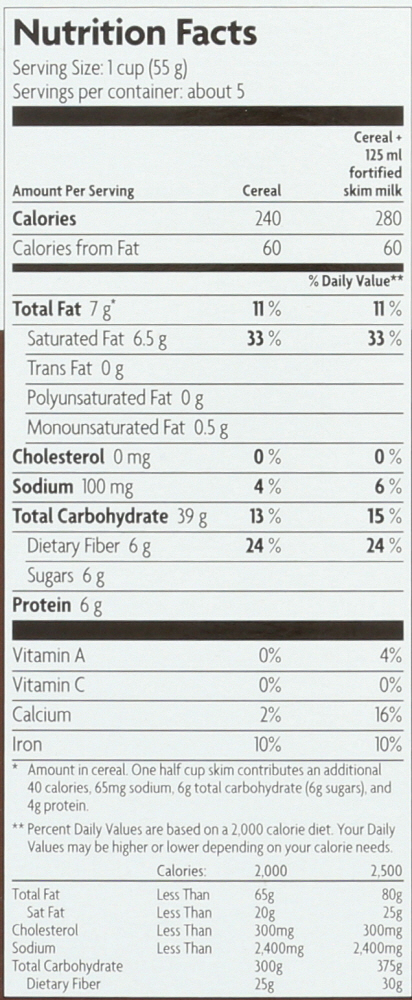 Nutrition Facts
Serving Size: 1 cup (55 g)
Servings per container: about 5
Cereal +
125 ml
fortified
Amount Per Serving Cereal skim milk
Calories 240 280
Calories from Fat 60 60
% Daily Value**
Total Fat 7 g* 11 % 11 %
Saturated Fat 6.5 g 33 % 33 %
Trans Fat 0 g
Polyunsaturated Fat 0 g
Monounsaturated Fat 0.5 g
Cholesterol 0 mg 0 % 0 %
Sodium 100 mg 4 % 6 %
Total Carbohydrate 39 g 13 % 15 %
Dietary Fiber 6 g 24 % 24 %
Sugars 6 g
Protein 6 g
Vitamin A 0% 4%
Vitamin C 0% 0%
Calcium 2% 16%
Iron 10% 10%
* Amount in cereal. One half cup skim contributes an additional
40 calories, 65mg sodium, 6g total carbohydrate (6g sugars), and
4g protein.
** Percent Daily Values are based on a 2,000 calorie diet. Your Daily
Values may be higher or lower depending on your calorie needs.
Calories: 2,000 2,500
Total Fat Less Than 65g 80g
Sat Fat Less Than 20g 25g
Cholesterol Less Than 300mg 300mg
Sodium Less Than 2,400mg 2,400mg
Total Carbohydrate 300g 375g
Dietary Fiber 25g 30g